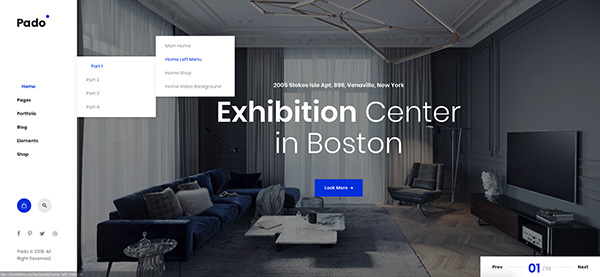 Pado
Home
Pages
Portfolio
Blog
Elements
Shop
Part 1
Part 2
Part 3
Part 4
Main Home
Home Left Menu
Home Shop
Home Video Background
2005 Stokes Isle Apt. 896, Venaville, New York
Exhibition Center
in Boston
Look More →
Pado © 2018. All
Right Reserved.
Prev
01 / 03
Next